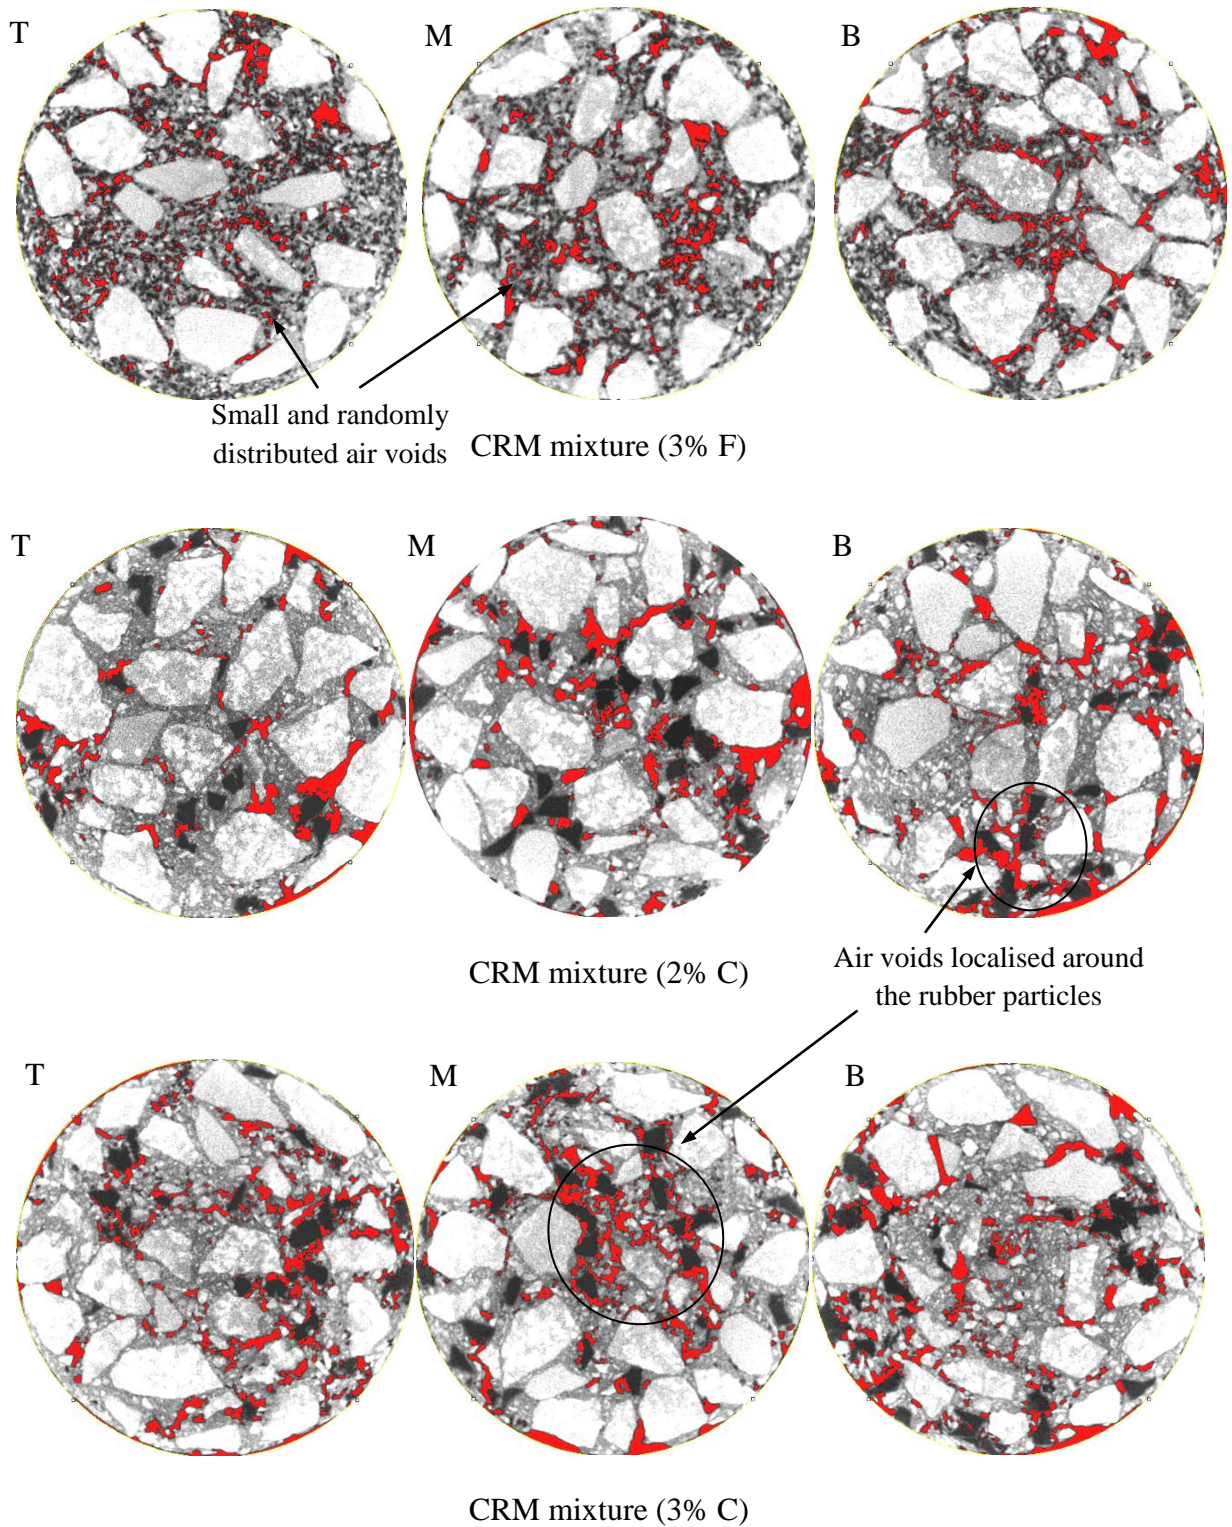 T
M
B
Small and randomly
distributed air voids
CRM mixture (3% F)
T
M
B
CRM mixture (2% C)
Air voids localised around
the rubber particles
T
M
B
CRM mixture (3% C)